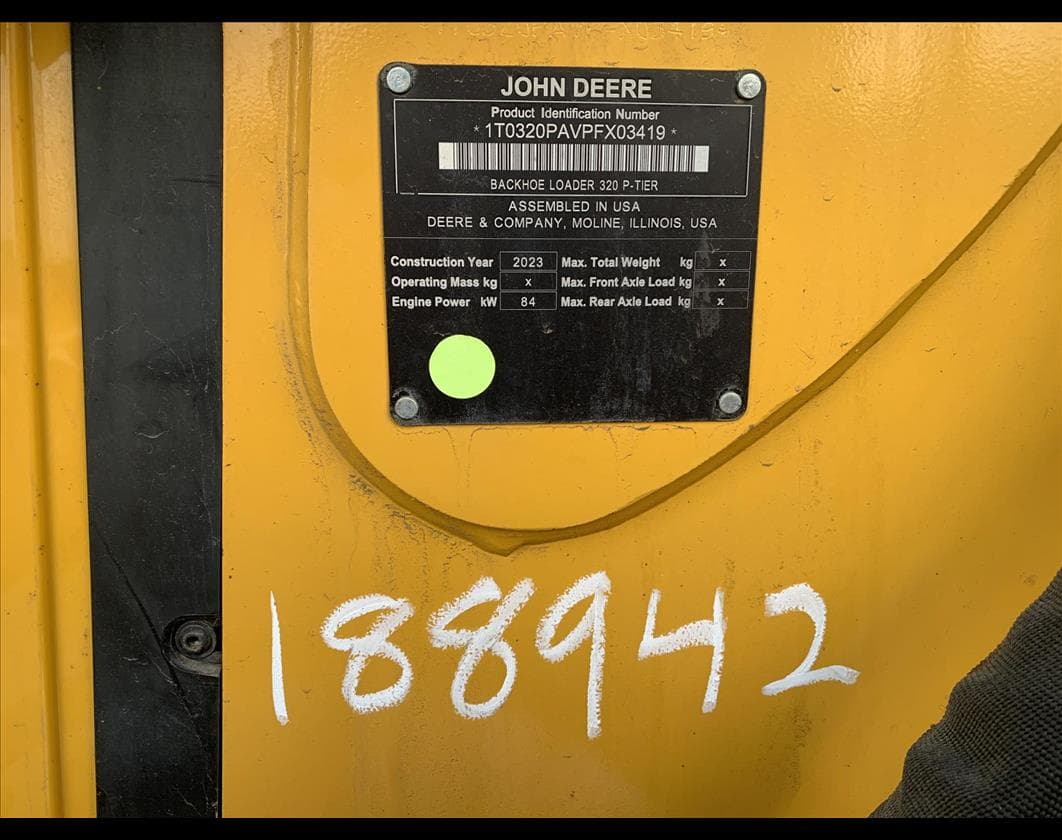 JOHN DEERE
Product Identification Number
*1T0320PAVPFX03419*
BACKHOE LOADER 320 P-TIER
ASSEMBLED IN USA
DEERE & COMPANY, MOLINE, ILLINOIS, USA
Construction Year 2023 Max. Total Weight kg x
Operating Mass kg x Max. Front Axle Load kg x
Engine Power kW 84 Max. Rear Axle Load kg x
188942